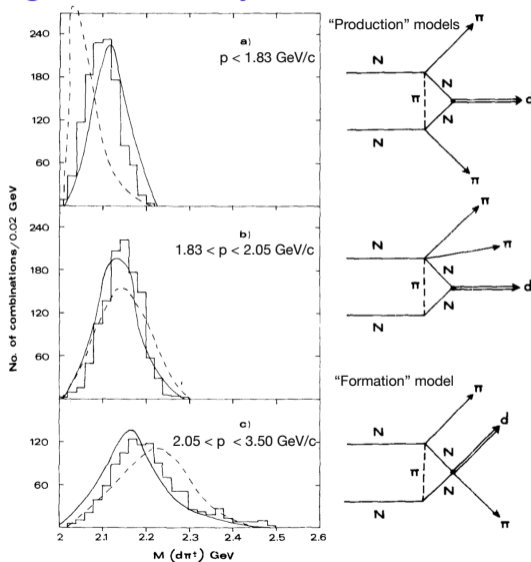 240
180
120
60
a)
p < 1.83 GeV/c
240
180
120
60
b)
1.83 < p < 2.05 GeV/c
120
60
c)
2.05 < p < 3.50 GeV/c
2
2.1
2.2
2.3
2.4
2.5
2.6
M (dπ±) GeV
No. of combinations/0.02 GeV
"Production" models
π
N
N
π
N
d
N
π
π
π
N
N
π
N
d
N
"Formation" model
π
N
d
N
π
N
N
π